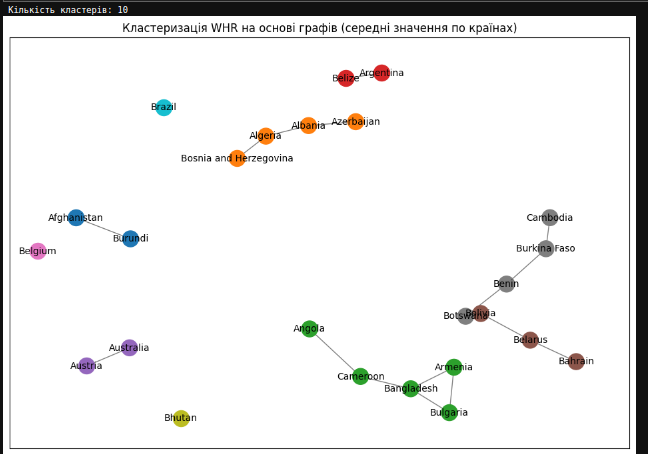 Кількість кластерів: 10
Кластеризація WHR на основі графів (середні значення по країнах)
Belize
Argentina
Brazil
Algeria
Albania
Azerbaijan
Bosnia and Herzegovina
Afghanistan
Burundi
Belgium
Cambodia
Burkina Faso
Benin
Botswana
Bolivia
Belarus
Bahrain
Angola
Cameroon
Bangladesh
Armenia
Bulgaria
Australia
Austria
Bhutan